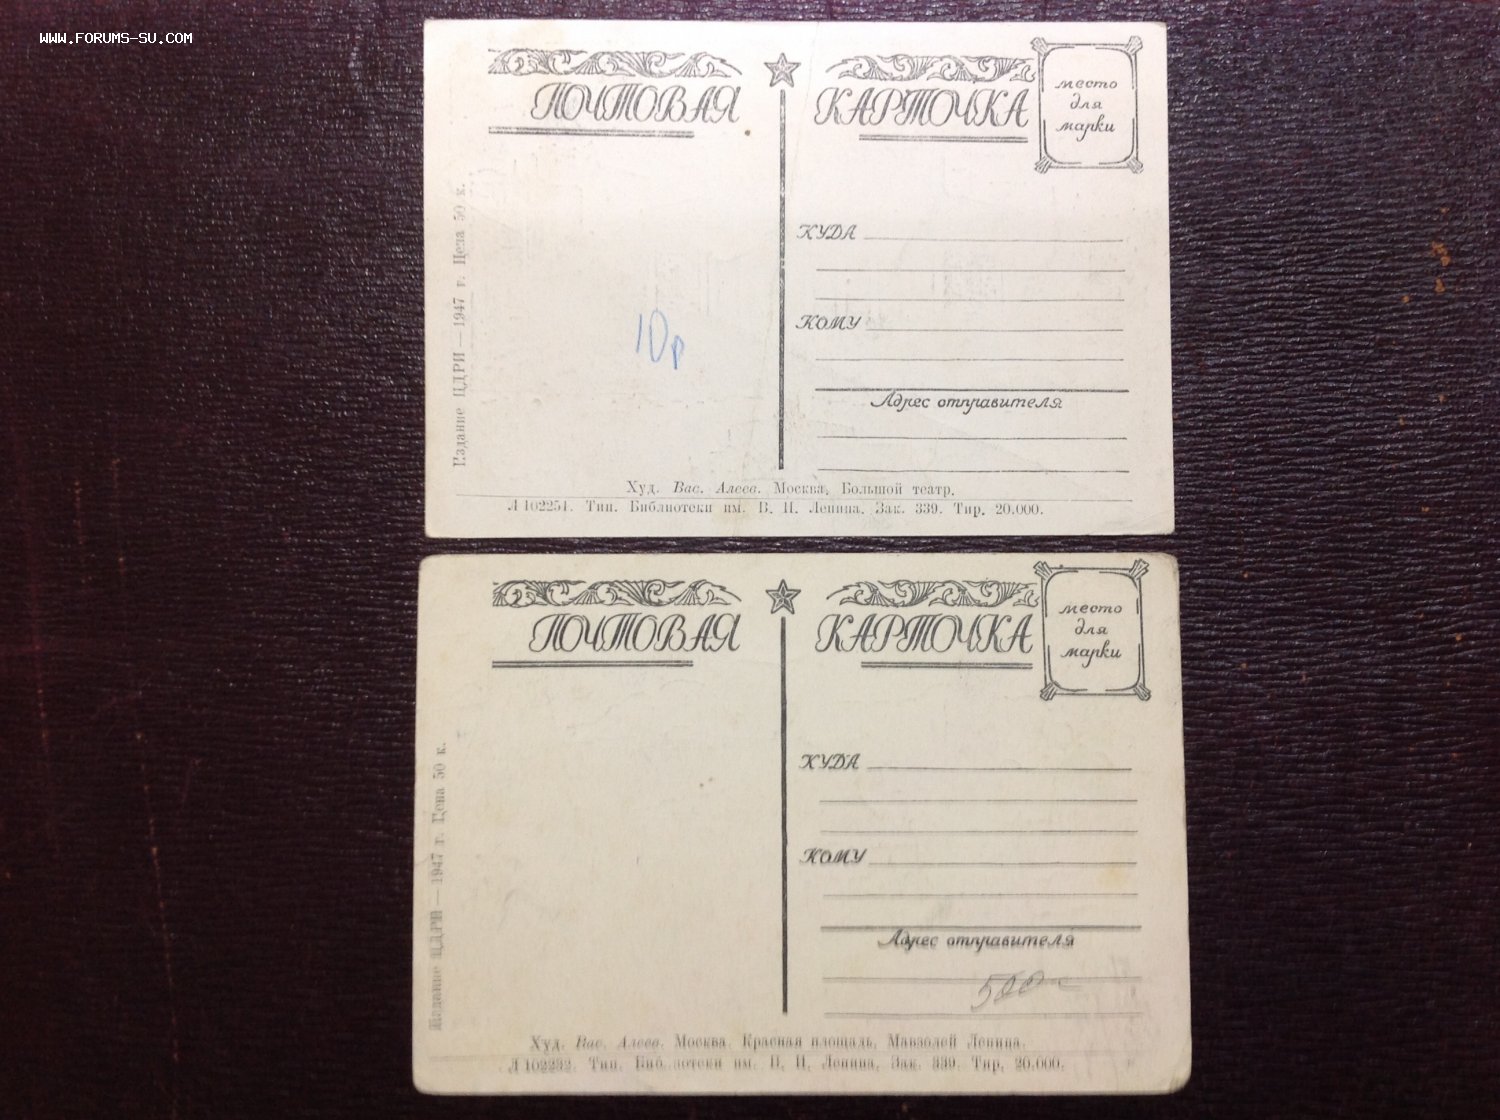 WWW.FORUMS-SU.COM
ПОЧТОВАЯ КАРТОЧКА
место
для
марки
КУДА
КОМУ
Адрес отправителя
Издание ЦДРИ — 1947 г. Цена 50 к.
10р
Худ. Вас. Алеев. Москва, Большой театр.
Л 102251. Тип. Библиотеки им. В. И. Ленина. Зак. 339. Тир. 20.000.
ПОЧТОВАЯ КАРТОЧКА
место
для
марки
КУДА
КОМУ
Адрес отправителя
500
Издание ЦДРИ — 1947 г. Цена 50 к.
Худ. Вас. Алеев. Москва. Красная площадь, Мавзолей Ленина.
Л 102232. Тип. Библиотеки им. В. И. Ленина, Зак. 339. Тир. 20.000.